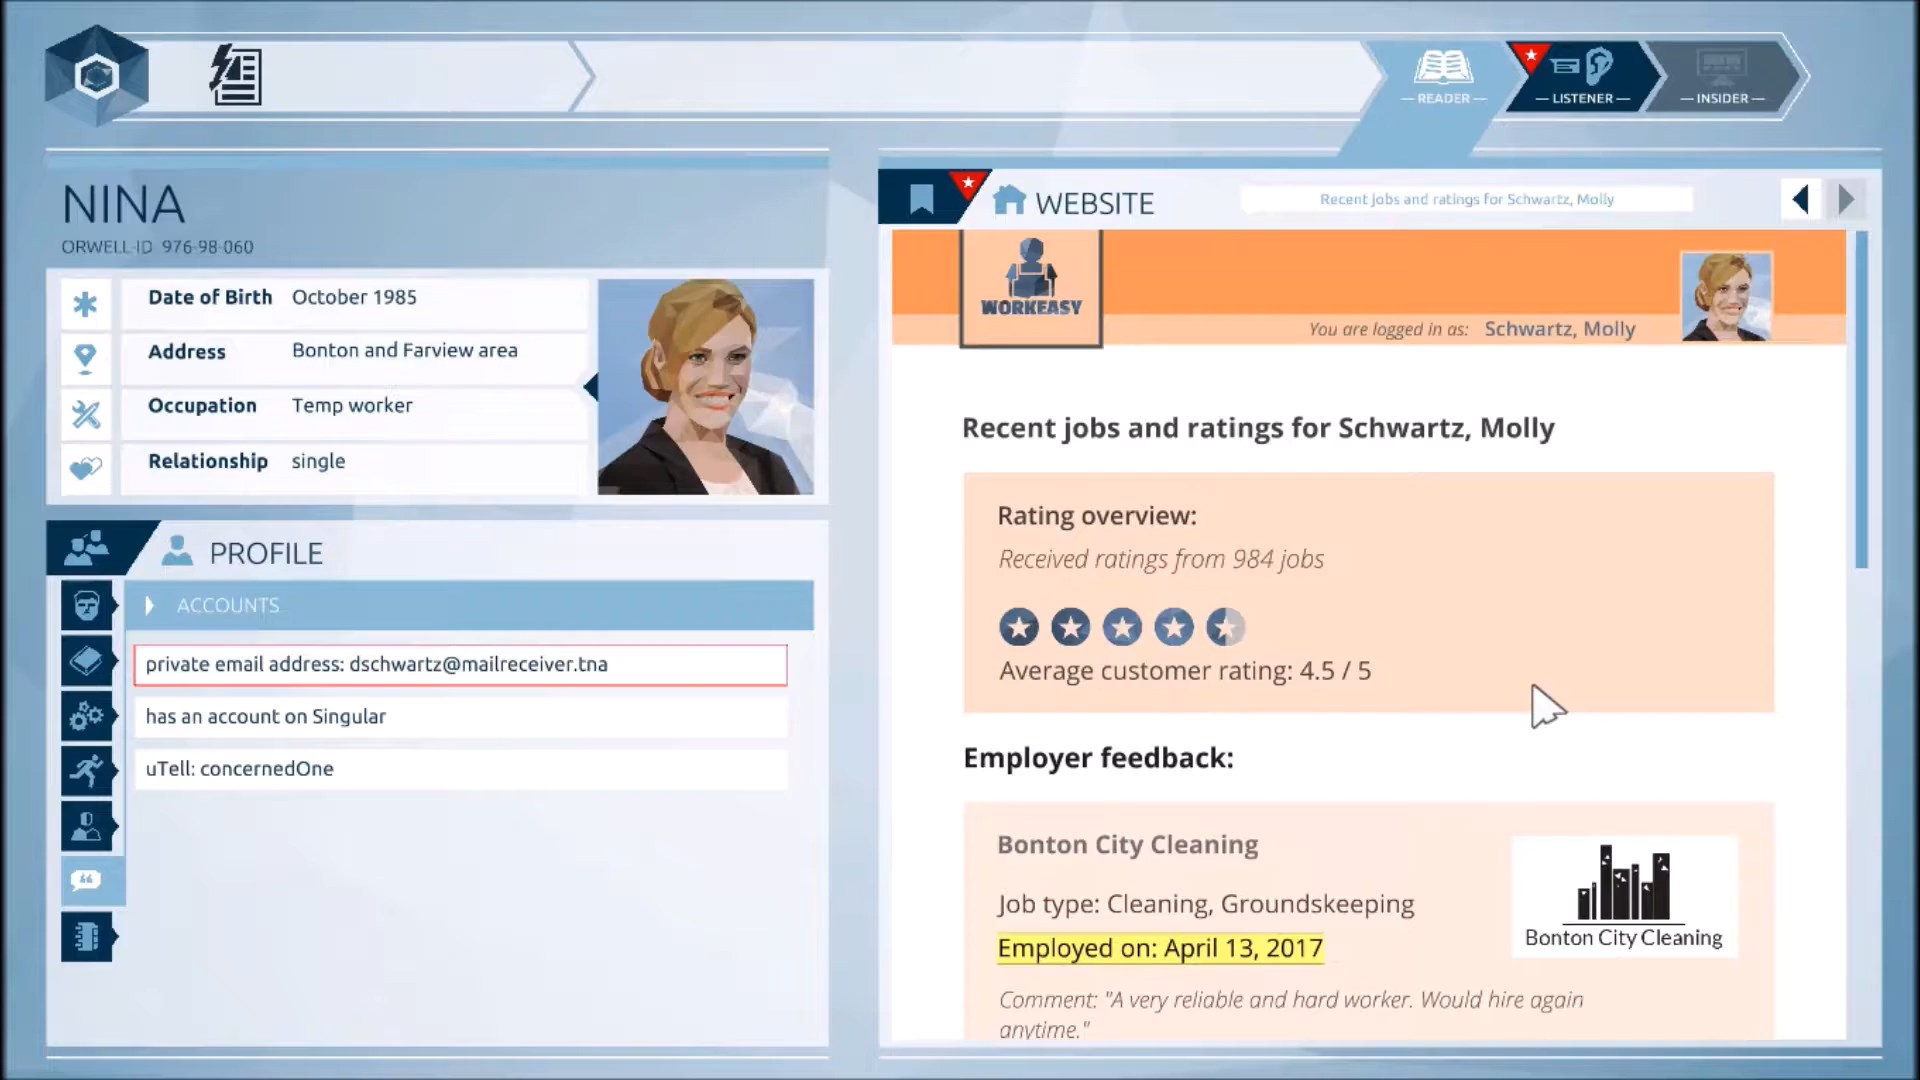 — READER —
— LISTENER —
— INSIDER —
NINA
ORWELL-ID 976-98-060
Date of Birth October 1985
Address Bonton and Farview area
Occupation Temp worker
Relationship single
PROFILE
ACCOUNTS
private email address: dschwartz@mailreceiver.tna
has an account on Singular
uTell: concernedOne
WEBSITE
Recent jobs and ratings for Schwartz, Molly
WORKEASY
You are logged in as: Schwartz, Molly
Recent jobs and ratings for Schwartz, Molly
Rating overview:
Received ratings from 984 jobs
Average customer rating: 4.5 / 5
Employer feedback:
Bonton City Cleaning
Job type: Cleaning, Groundskeeping
Employed on: April 13, 2017
Bonton City Cleaning
Comment: "A very reliable and hard worker. Would hire again
anytime."